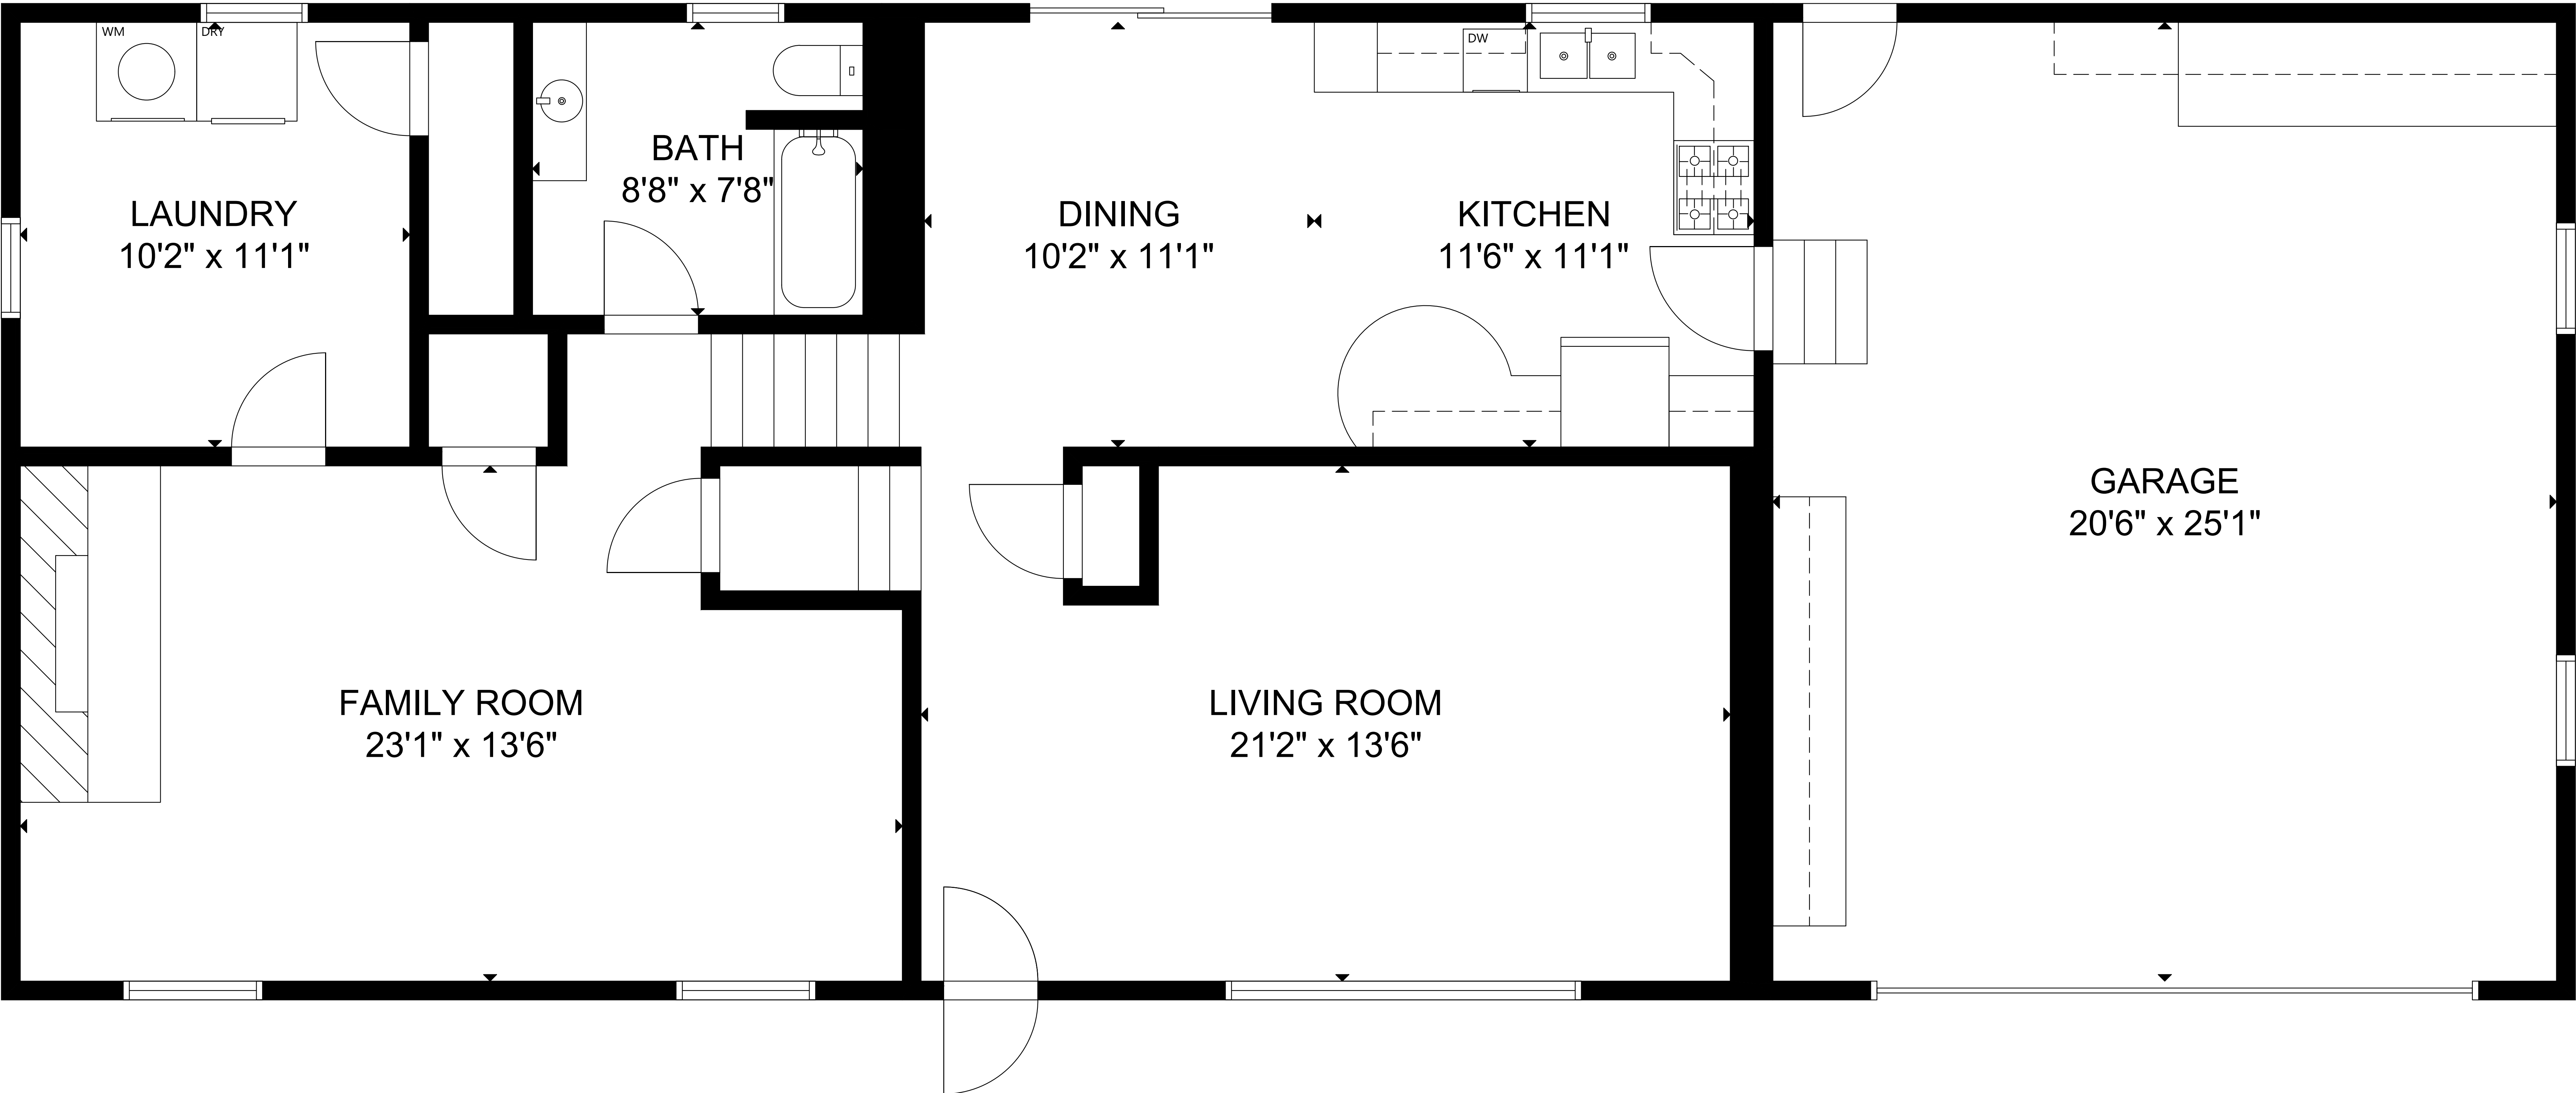 WM
DRY
DW
BATH
8'8" x 7'8"
LAUNDRY
10'2" x 11'1"
DINING
10'2" x 11'1"
KITCHEN
11'6" x 11'1"
GARAGE
20'6" x 25'1"
FAMILY ROOM
23'1" x 13'6"
LIVING ROOM
21'2" x 13'6"